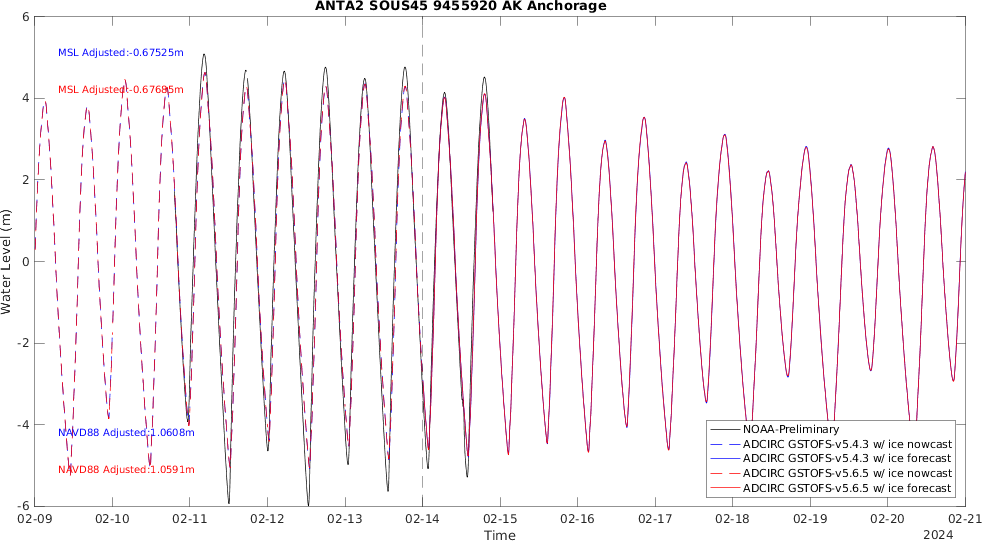 ANTA2 SOUS45 9455920 AK Anchorage
6
MSL Adjusted:-0.67525m
MSL Adjusted:-0.67695m
4
2
0
-2
-4
-6
Water Level (m)
NAVD88 Adjusted:1.0608m
NAVD88 Adjusted:1.0591m
NOAA-Preliminary
ADCIRC GSTOFS-v5.4.3 w/ ice nowcast
ADCIRC GSTOFS-v5.4.3 w/ ice forecast
ADCIRC GSTOFS-v5.6.5 w/ ice nowcast
ADCIRC GSTOFS-v5.6.5 w/ ice forecast
02-09 02-10 02-11 02-12 02-13 02-14 02-15 02-16 02-17 02-18 02-19 02-20 02-21
Time
2024